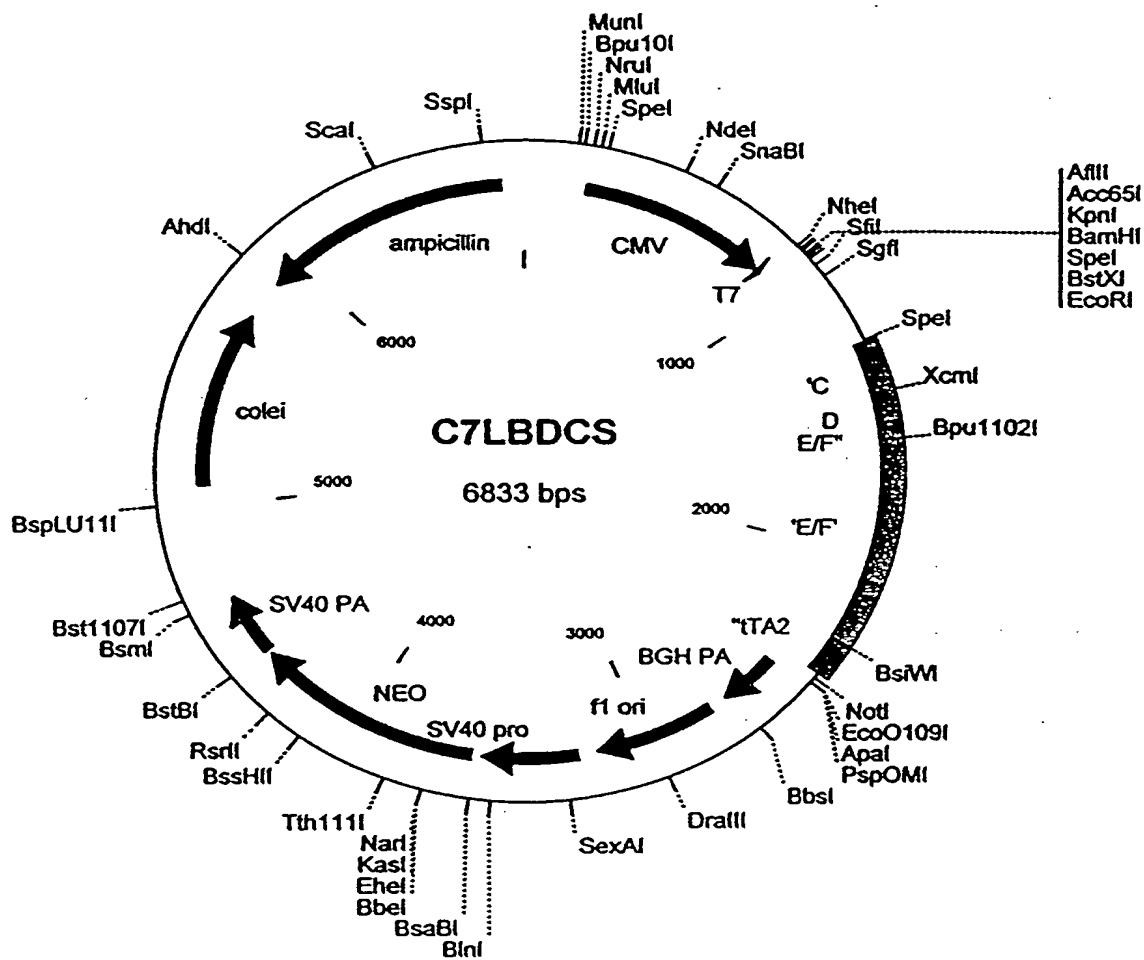 MunI
Bpu10I
NruI
MluI
SpeI
SspI
ScaI
NdeI
SnaBI
AhdI
NheI
SfiI
SgfI
AflII
Acc65I
KpnI
BamHI
SpeI
BstXI
EcoRI
ampicillin
I
CMV
T7
6000
1000
SpeI
XcmI
Bpu1102I
'C
D
E/F"
colei
C7LBDCS
6833 bps
5000
2000
'E/F'
BspLU11I
SV40 PA
4000
3000
"tTA2
BGH PA
Bst1107I
BsmI
BsiWI
NEO
f1 ori
SV40 pro
BstBI
RsrII
BssHII
NotI
EcoO109I
ApaI
PspOMI
BbsI
DraIII
SexAI
Tth111I
NarI
KasI
EheI
BbeI
BsaBI
BlnI